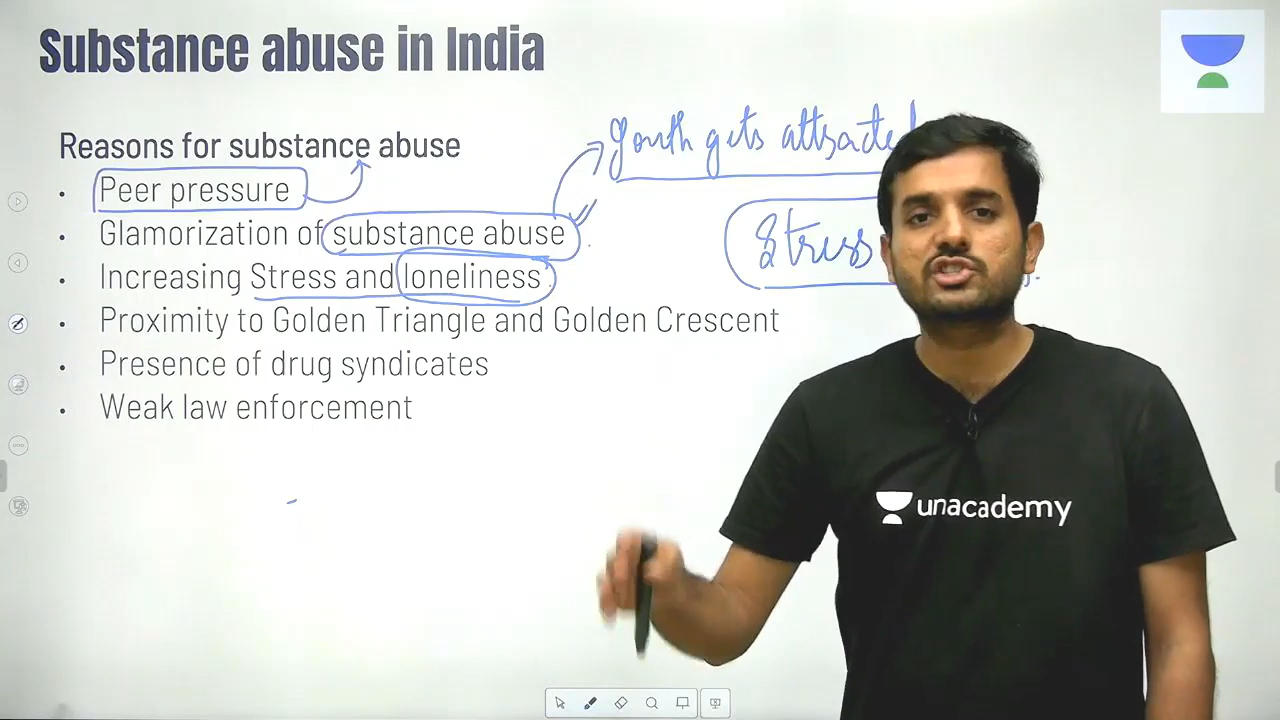 Substance abuse in India
Reasons for substance abuse
Youth gets attracted
• Peer pressure
• Glamorization of substance abuse
Stress
• Increasing Stress and loneliness
• Proximity to Golden Triangle and Golden Crescent
• Presence of drug syndicates
• Weak law enforcement
unacademy